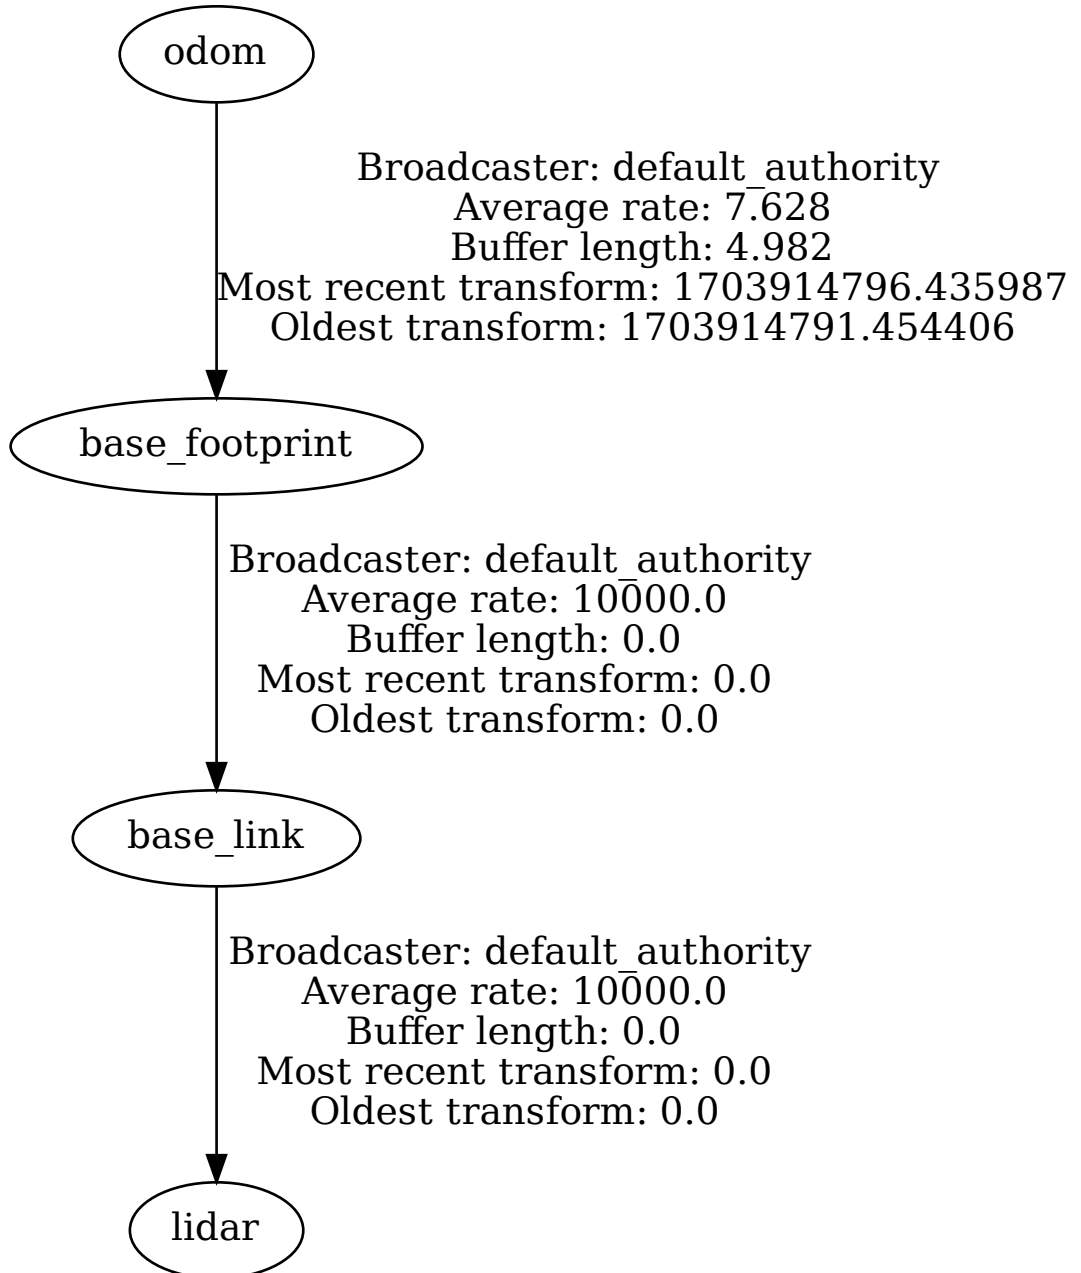 odom
Broadcaster: default_authority
Average rate: 7.628
Buffer length: 4.982
Most recent transform: 1703914796.435987
Oldest transform: 1703914791.454406
base_footprint
Broadcaster: default_authority
Average rate: 10000.0
Buffer length: 0.0
Most recent transform: 0.0
Oldest transform: 0.0
base_link
Broadcaster: default_authority
Average rate: 10000.0
Buffer length: 0.0
Most recent transform: 0.0
Oldest transform: 0.0
lidar